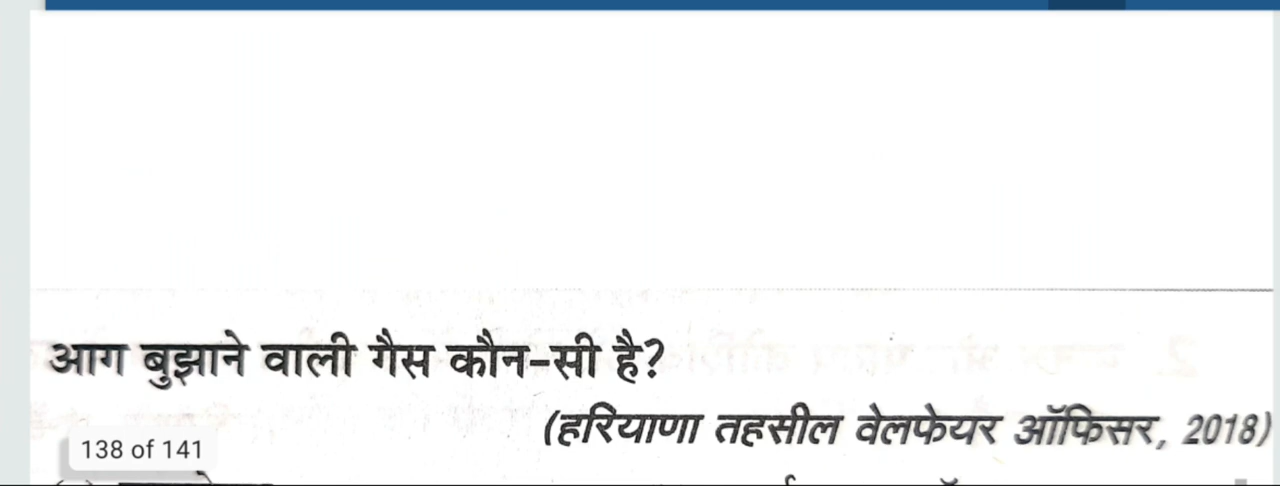 आग बुझाने वाली गैस कौन-सी है?
(हरियाणा तहसील वेलफेयर ऑफिसर, 2018)
138 of 141